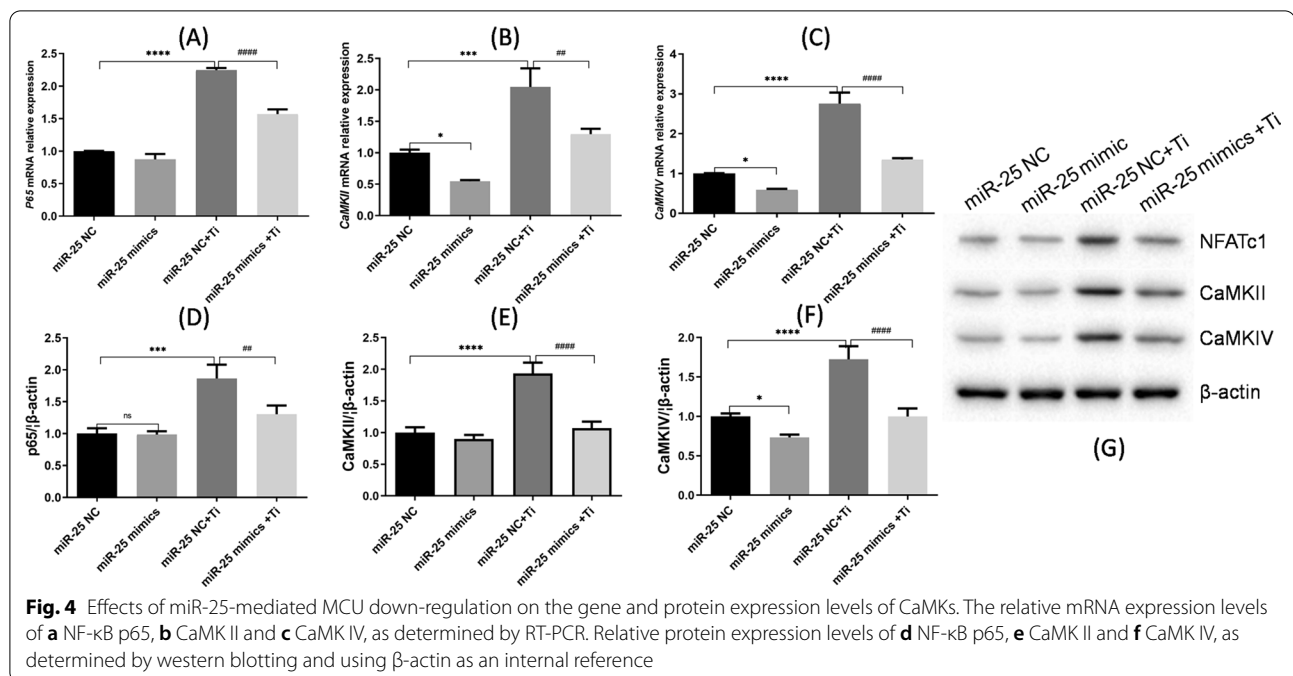 (A)
P65 mRNA relative expression
2.5
2.0
1.5
1.0
0.5
0.0
****
####
miR-25 NC
miR-25 mimics
miR-25 NC+Ti
miR-25 mimics +Ti
(B)
CaMKII mRNA relative expression
2.5
2.0
1.5
1.0
0.5
0.0
***
##
*
miR-25 NC
miR-25 mimics
miR-25 NC+Ti
miR-25 mimics +Ti
(C)
CaMKIV mRNA relative expression
4
3
2
1
0
****
####
*
miR-25 NC
miR-25 mimics
miR-25 NC+Ti
miR-25 mimics +Ti
(D)
p65/¦β-actin
2.5
2.0
1.5
1.0
0.5
0.0
***
##
ns
miR-25 NC
miR-25 mimics
miR-25 NC+Ti
miR-25 mimics +Ti
(E)
CaMKII/¦β-actin
2.5
2.0
1.5
1.0
0.5
0.0
****
####
miR-25 NC
miR-25 mimics
miR-25 NC+Ti
miR-25 mimics +Ti
(F)
CaMKIV/¦β-actin
2.0
1.5
1.0
0.5
0.0
****
####
*
miR-25 NC
miR-25 mimics
miR-25 NC+Ti
miR-25 mimics +Ti
miR-25 NC
miR-25 mimic
miR-25 NC+Ti
miR-25 mimics +Ti
NFATc1
CaMKII
CaMKIV
β-actin
(G)
Fig. 4 Effects of miR-25-mediated MCU down-regulation on the gene and protein expression levels of CaMKs. The relative mRNA expression levels
of a NF-κB p65, b CaMK II and c CaMK IV, as determined by RT-PCR. Relative protein expression levels of d NF-κB p65, e CaMK II and f CaMK IV, as
determined by western blotting and using β-actin as an internal reference